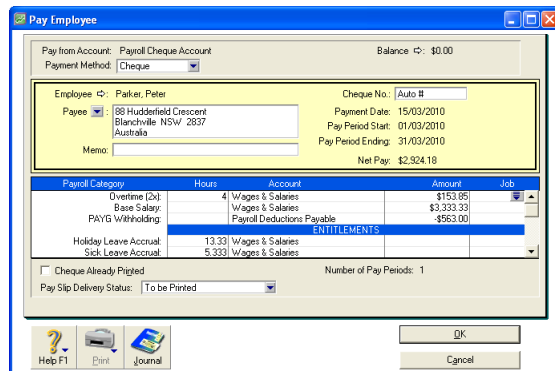 Pay Employee
Pay from Account: Payroll Cheque Account Balance ⇨: $0.00
Payment Method: Cheque
Employee ⇨: Parker, Peter Cheque No.: Auto #
Payee : 88 Hudderfield Crescent Payment Date: 15/03/2010
Blanchville NSW 2837 Pay Period Start: 01/03/2010
Australia
Pay Period Ending: 31/03/2010
Memo:
Net Pay: $2,924.18
Payroll Category Hours Account Amount Job
Overtime (2x): 4 Wages & Salaries $153.85
Base Salary: Wages & Salaries $3,333.33
PAYG Withholding: Payroll Deductions Payable -$563.00
ENTITLEMENTS
Holiday Leave Accrual: 13.33 Wages & Salaries
Sick Leave Accrual: 5.333 Wages & Salaries
Cheque Already Printed Number of Pay Periods: 1
Pay Slip Delivery Status: To be Printed
OK
Help F1 Print Journal
Cancel